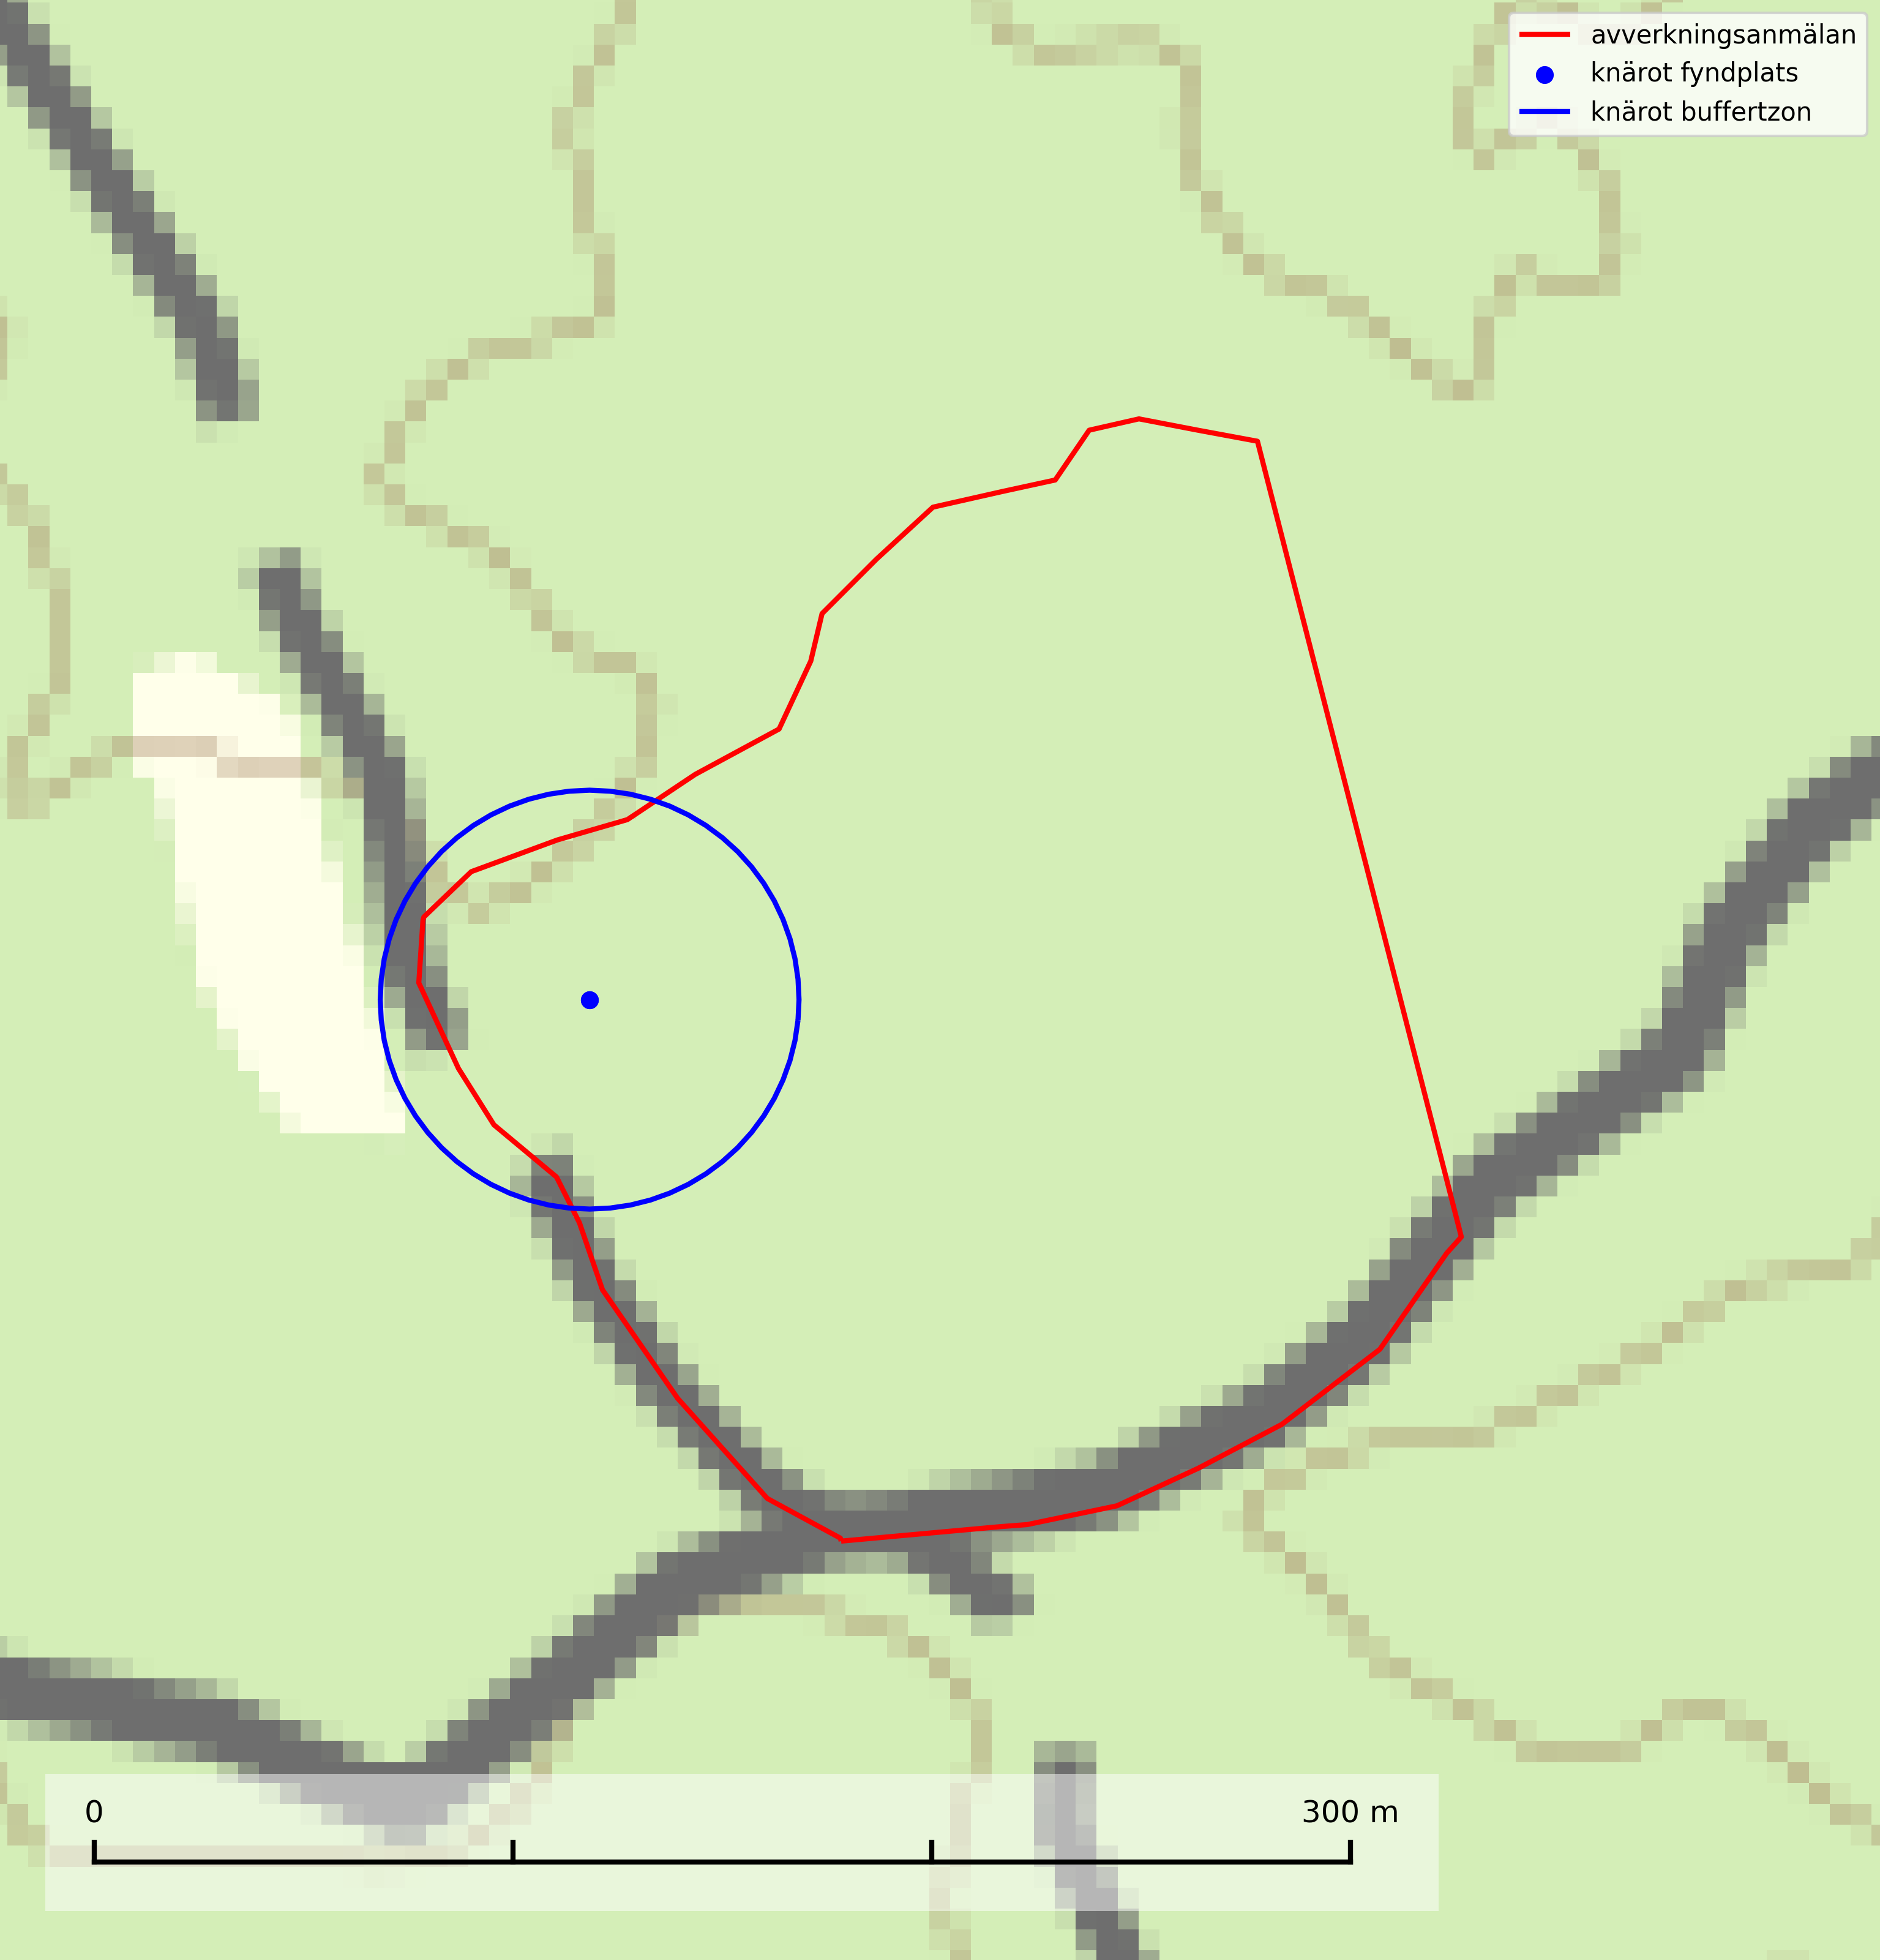 avverkningsanmälan
knärot fyndplats
knärot buffertzon
0 300 m